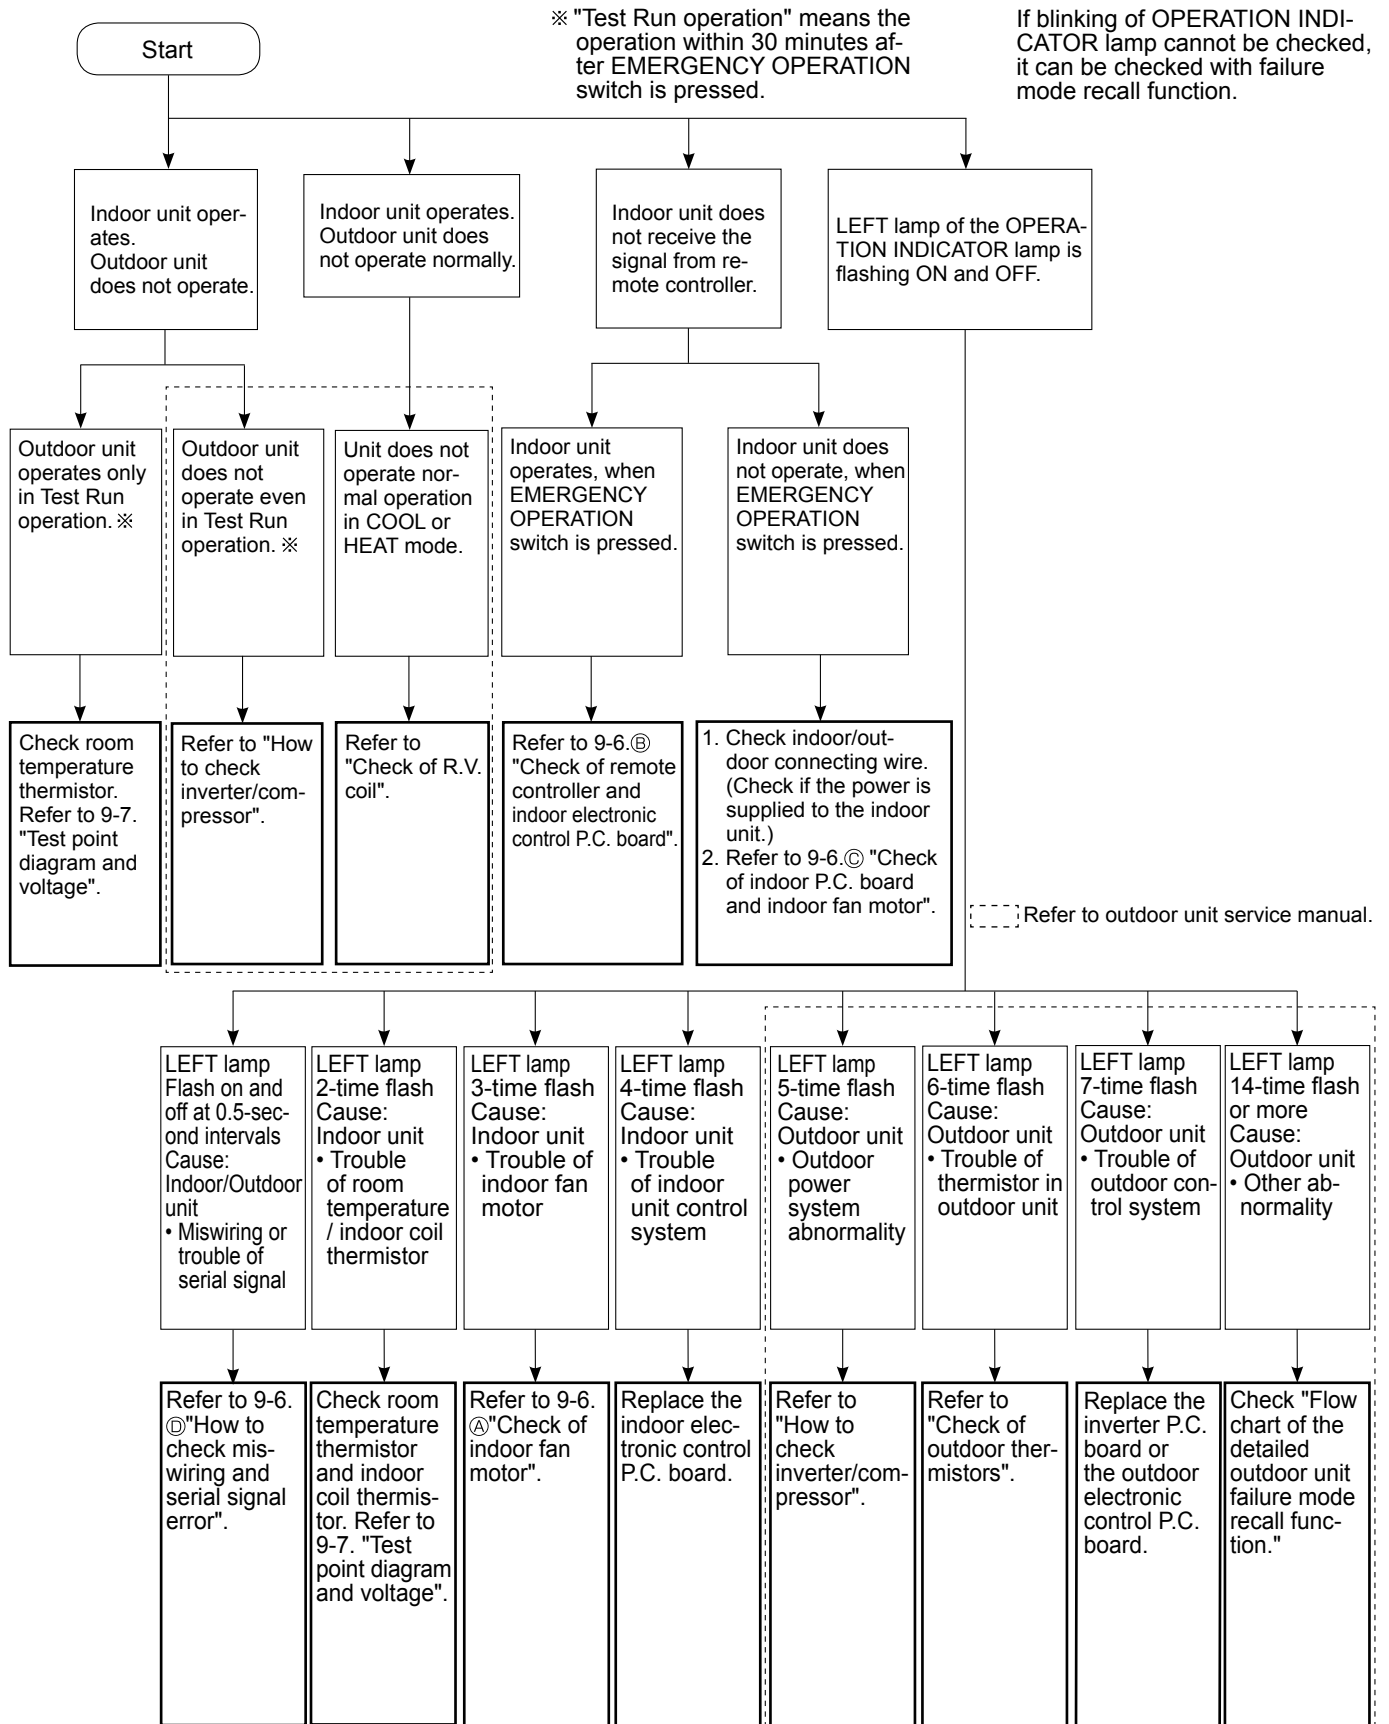 ※ "Test Run operation" means the
operation within 30 minutes af-
ter EMERGENCY OPERATION
switch is pressed.
If blinking of OPERATION INDI-
CATOR lamp cannot be checked,
it can be checked with failure
mode recall function.
Start
Indoor unit oper-
ates.
Outdoor unit
does not operate.
Indoor unit operates.
Outdoor unit does
not operate normally.
Indoor unit does
not receive the
signal from re-
mote controller.
LEFT lamp of the OPERA-
TION INDICATOR lamp is
flashing ON and OFF.
Outdoor unit
operates only
in Test Run
operation. ※
Outdoor unit
does not
operate even
in Test Run
operation. ※
Unit does not
operate nor-
mal operation
in COOL or
HEAT mode.
Indoor unit
operates, when
EMERGENCY
OPERATION
switch is pressed.
Indoor unit does
not operate, when
EMERGENCY
OPERATION
switch is pressed.
Check room
temperature
thermistor.
Refer to 9-7.
"Test point
diagram and
voltage".
Refer to "How
to check
inverter/com-
pressor".
Refer to
"Check of R.V.
coil".
Refer to 9-6.Ⓑ
"Check of remote
controller and
indoor electronic
control P.C. board".
1. Check indoor/out-
door connecting wire.
(Check if the power is
supplied to the indoor
unit.)
2. Refer to 9-6.Ⓒ "Check
of indoor P.C. board
and indoor fan motor".
Refer to outdoor unit service manual.
LEFT lamp
Flash on and
off at 0.5-sec-
ond intervals
Cause:
Indoor/Outdoor
unit
• Miswiring or
trouble of
serial signal
LEFT lamp
2-time flash
Cause:
Indoor unit
• Trouble
of room
temperature
/ indoor coil
thermistor
LEFT lamp
3-time flash
Cause:
Indoor unit
• Trouble of
indoor fan
motor
LEFT lamp
4-time flash
Cause:
Indoor unit
• Trouble
of indoor
unit control
system
LEFT lamp
5-time flash
Cause:
Outdoor unit
• Outdoor
power
system
abnormality
LEFT lamp
6-time flash
Cause:
Outdoor unit
• Trouble of
thermistor in
outdoor unit
LEFT lamp
7-time flash
Cause:
Outdoor unit
• Trouble of
outdoor con-
trol system
LEFT lamp
14-time flash
or more
Cause:
Outdoor unit
• Other ab-
normality
Refer to 9-6.
Ⓓ"How to
check mis-
wiring and
serial signal
error".
Check room
temperature
thermistor
and indoor
coil thermis-
tor. Refer to
9-7. "Test
point diagram
and voltage".
Refer to 9-6.
Ⓐ"Check of
indoor fan
motor".
Replace the
indoor elec-
tronic control
P.C. board.
Refer to
"How to
check
inverter/com-
pressor".
Refer to
"Check of
outdoor ther-
mistors".
Replace the
inverter P.C.
board or
the outdoor
electronic
control P.C.
board.
Check "Flow
chart of the
detailed
outdoor unit
failure mode
recall func-
tion."